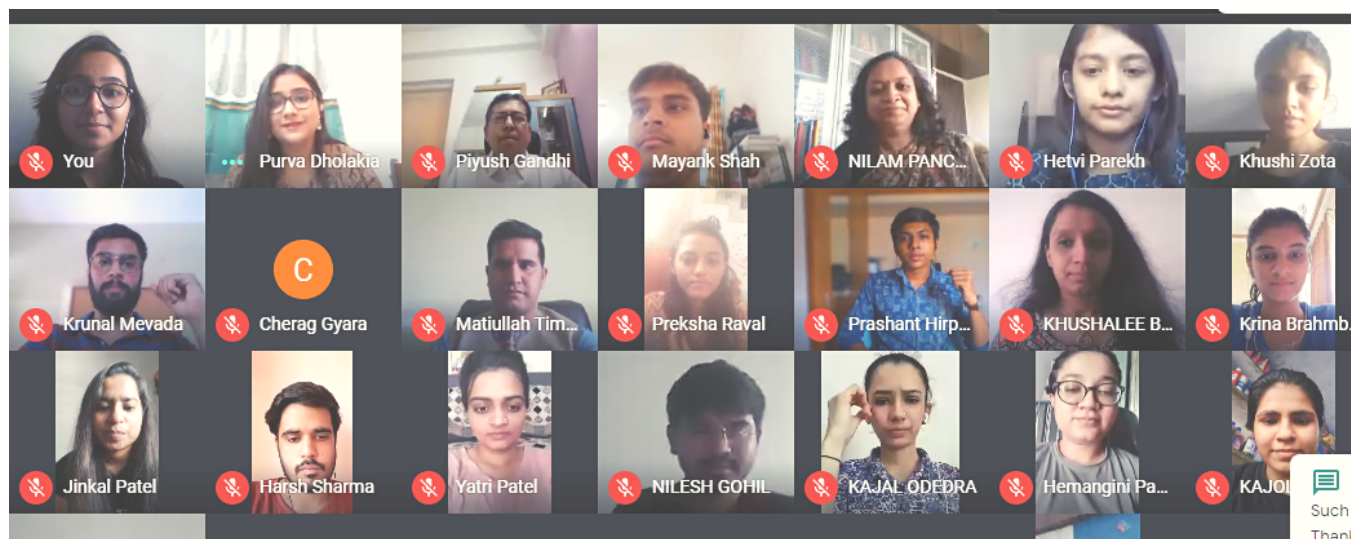 You
Purva Dholakia
Piyush Gandhi
Mayank Shah
NILAM PANC...
Hetvi Parekh
Khushi Zota
Krunal Mevada
C
Cherag Gyara
Matiullah Tim...
Preksha Raval
Prashant Hirp...
KHUSHALEE B...
Krina Brahmb.
Jinkal Patel
Harsh Sharma
Yatri Patel
NILESH GOHIL
KAJAL ODEDRA
Hemangini Pa...
KAJOL
Such
Thank